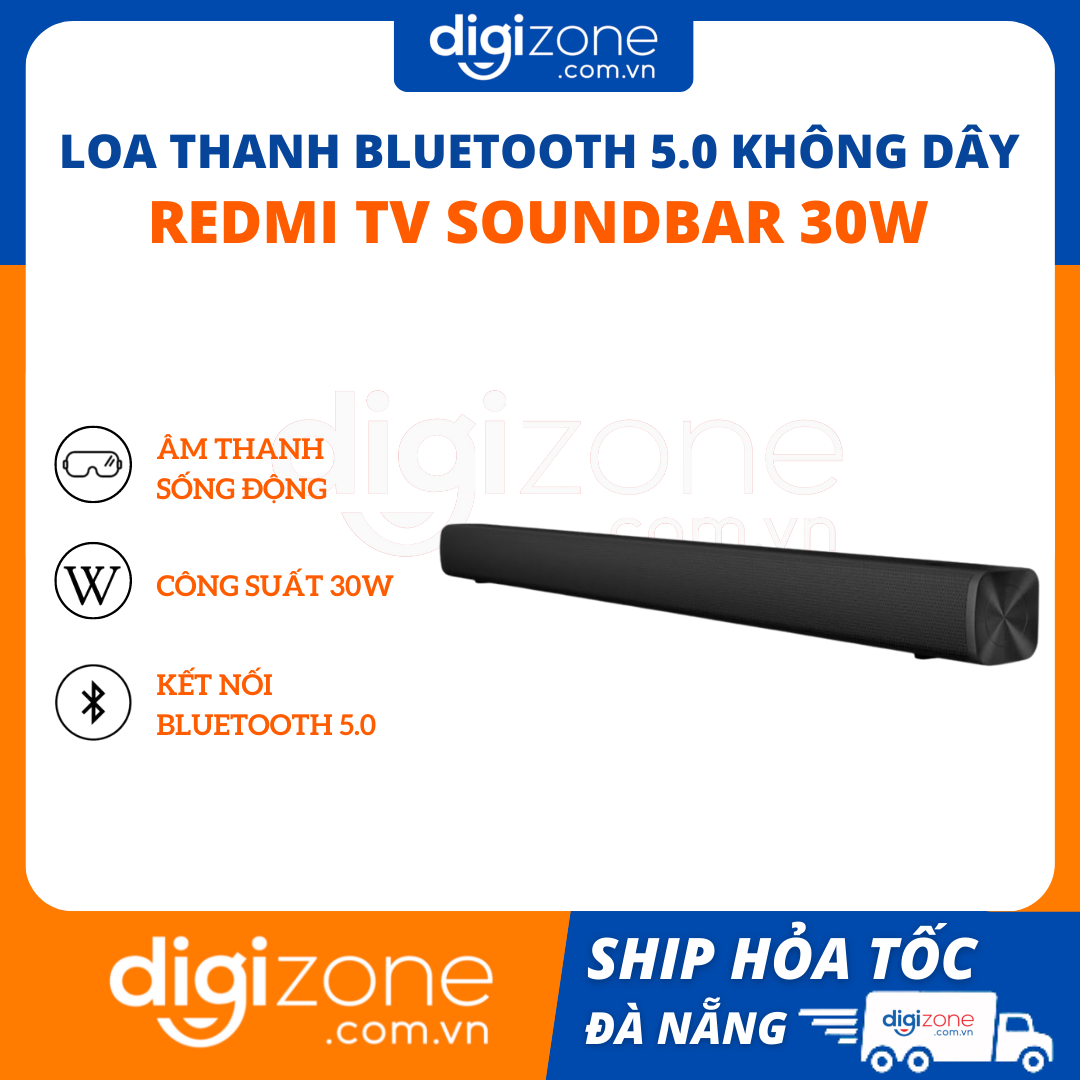 digizone
.com.vn
LOA THANH BLUETOOTH 5.0 KHÔNG DÂY
REDMI TV SOUNDBAR 30W
digizone
.com.vn
ÂM THANH
SỐNG ĐỘNG
W
CÔNG SUẤT 30W
KẾT NỐI
BLUETOOTH 5.0
digizone
.com.vn
SHIP HỎA TỐC
ĐÀ NẴNG
digizone
.com.vn